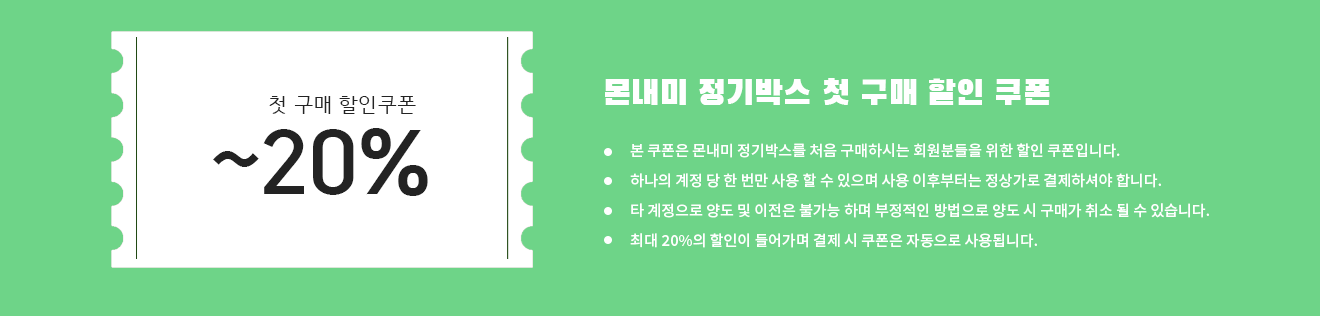 첫 구매 할인쿠폰
~20%
몬내미 정기박스 첫 구매 할인 쿠폰
● 본 쿠폰은 몬내미 정기박스를 처음 구매하시는 회원분들을 위한 할인 쿠폰입니다.
● 하나의 계정 당 한 번만 사용 할 수 있으며 사용 이후부터는 정상가로 결제하셔야 합니다.
● 타 계정으로 양도 및 이전은 불가능 하며 부정적인 방법으로 양도 시 구매가 취소 될 수 있습니다.
● 최대 20%의 할인이 들어가며 결제 시 쿠폰은 자동으로 사용됩니다.